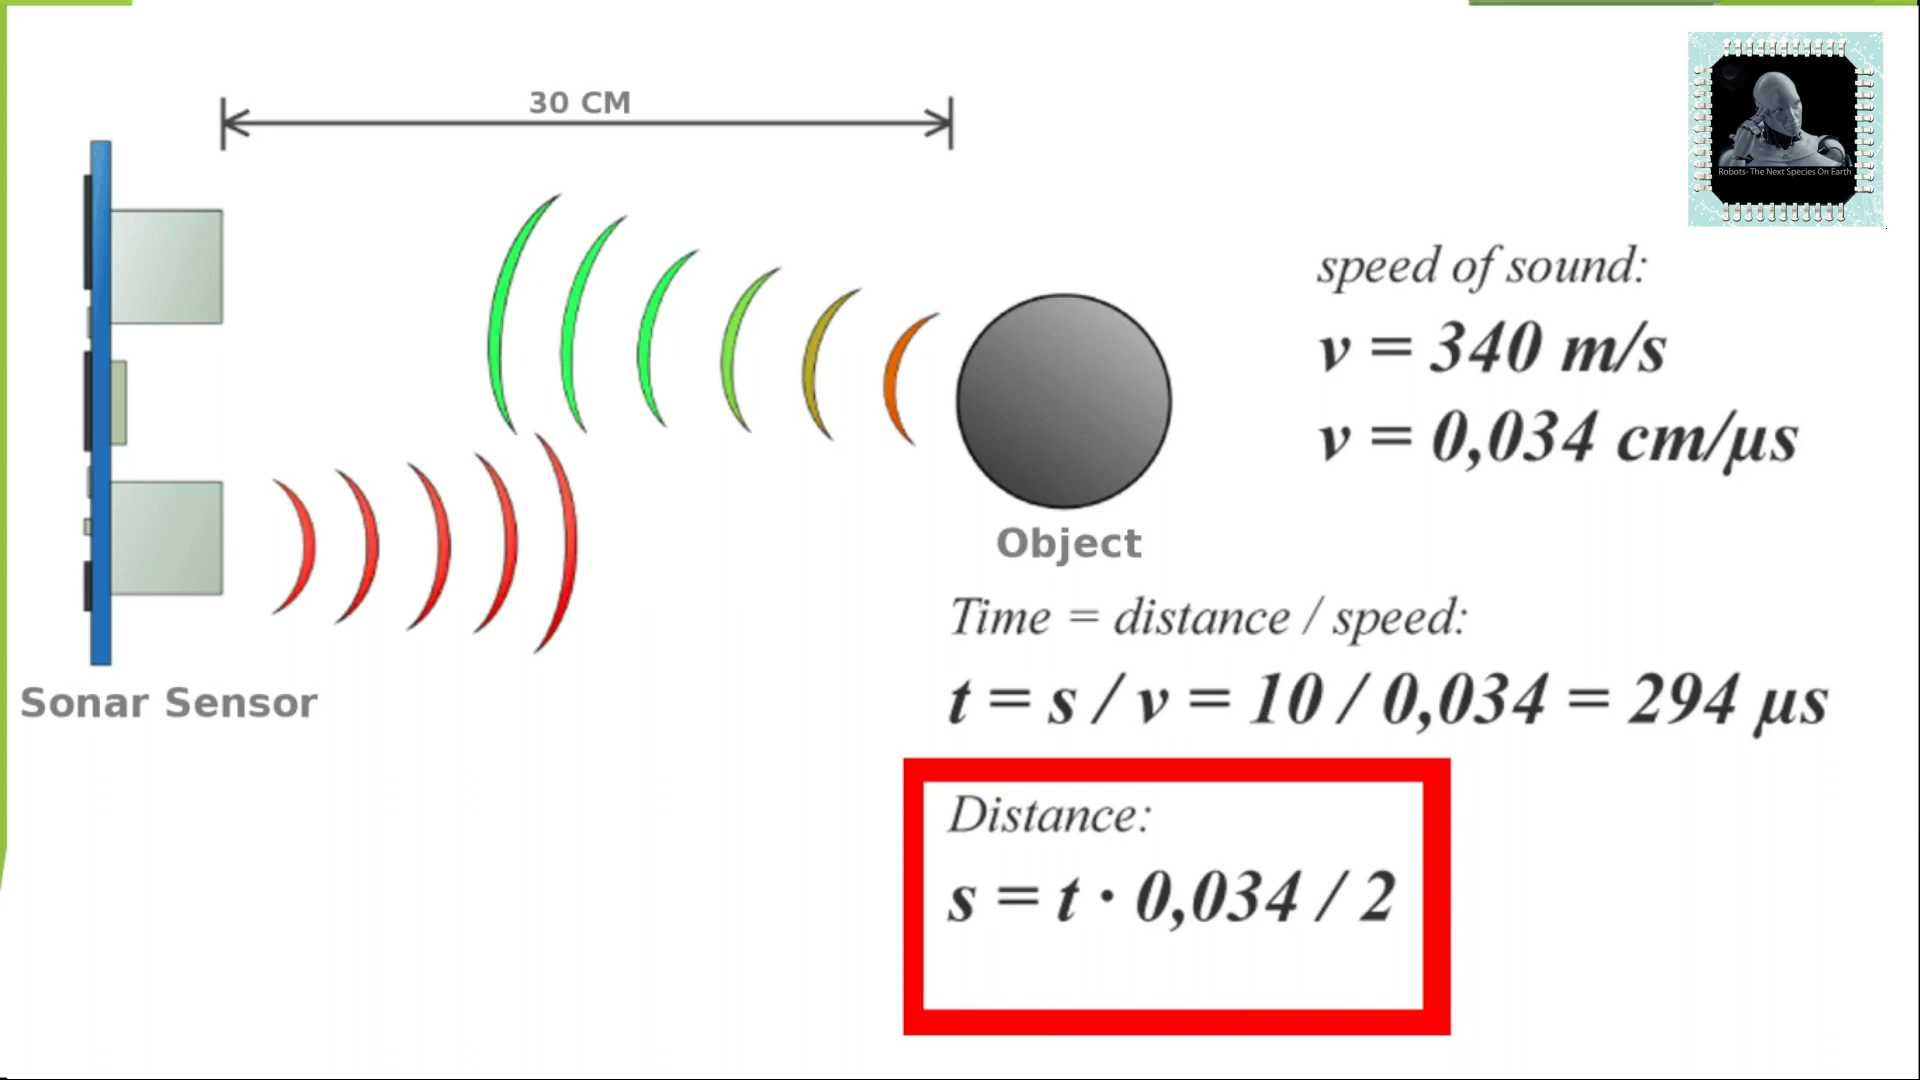 30 CM
Robots- The Next Species On Earth
speed of sound:
v = 340 m/s
v = 0,034 cm/µs
Object
Time = distance / speed:
t = s / v = 10 / 0,034 = 294 µs
Sonar Sensor
Distance:
s = t · 0,034 / 2